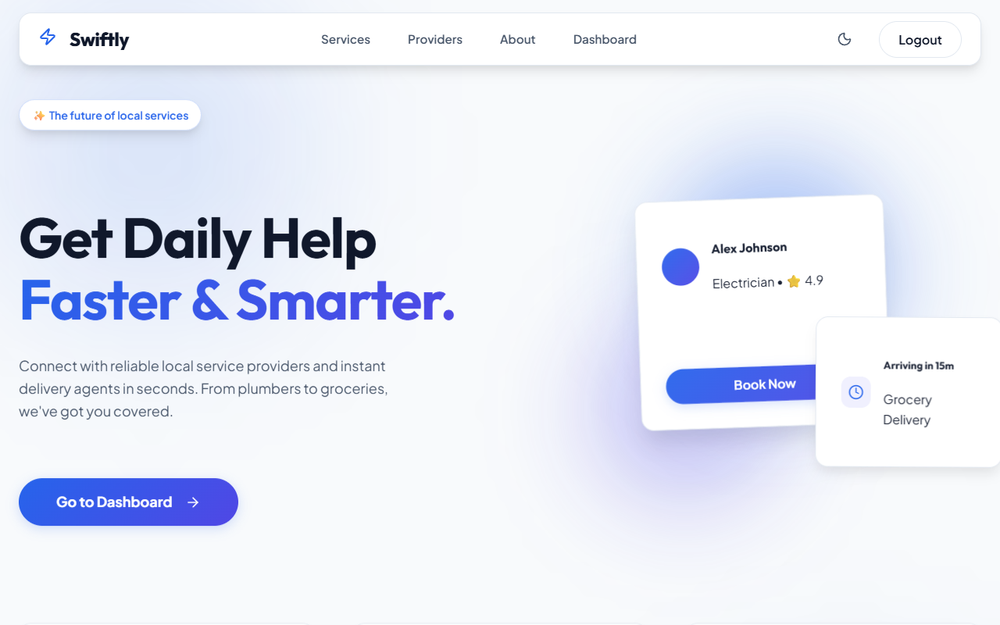 Swiftly
Services
Providers
About
Dashboard
Logout
✨ The future of local services
Get Daily Help
Faster & Smarter.
Connect with reliable local service providers and instant
delivery agents in seconds. From plumbers to groceries,
we've got you covered.
Go to Dashboard →
Alex Johnson
Electrician • ⭐ 4.9
Book Now
Arriving in 15m
Grocery
Delivery